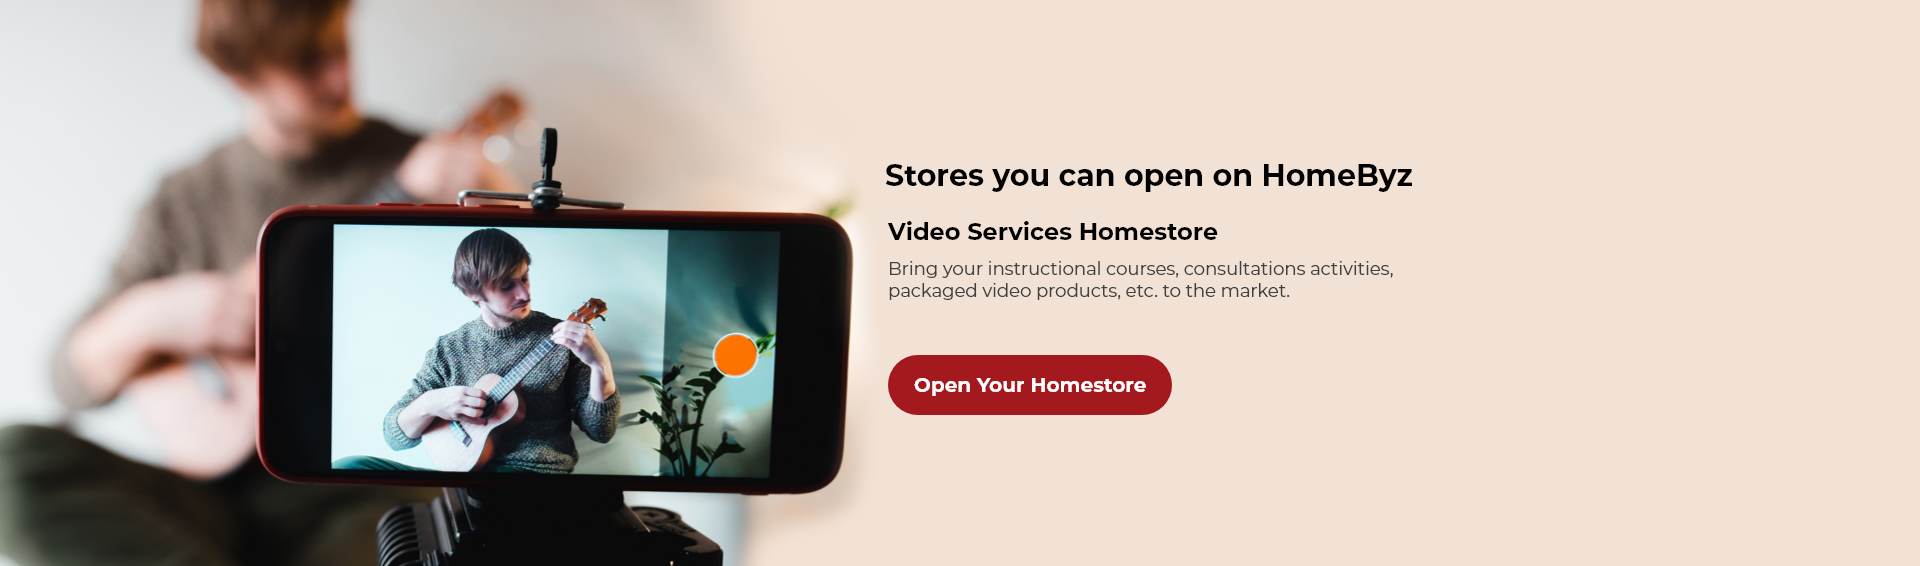 Stores you can open on HomeByz
Video Services Homestore
Bring your instructional courses, consultations activities,
packaged video products, etc. to the market.
Open Your Homestore